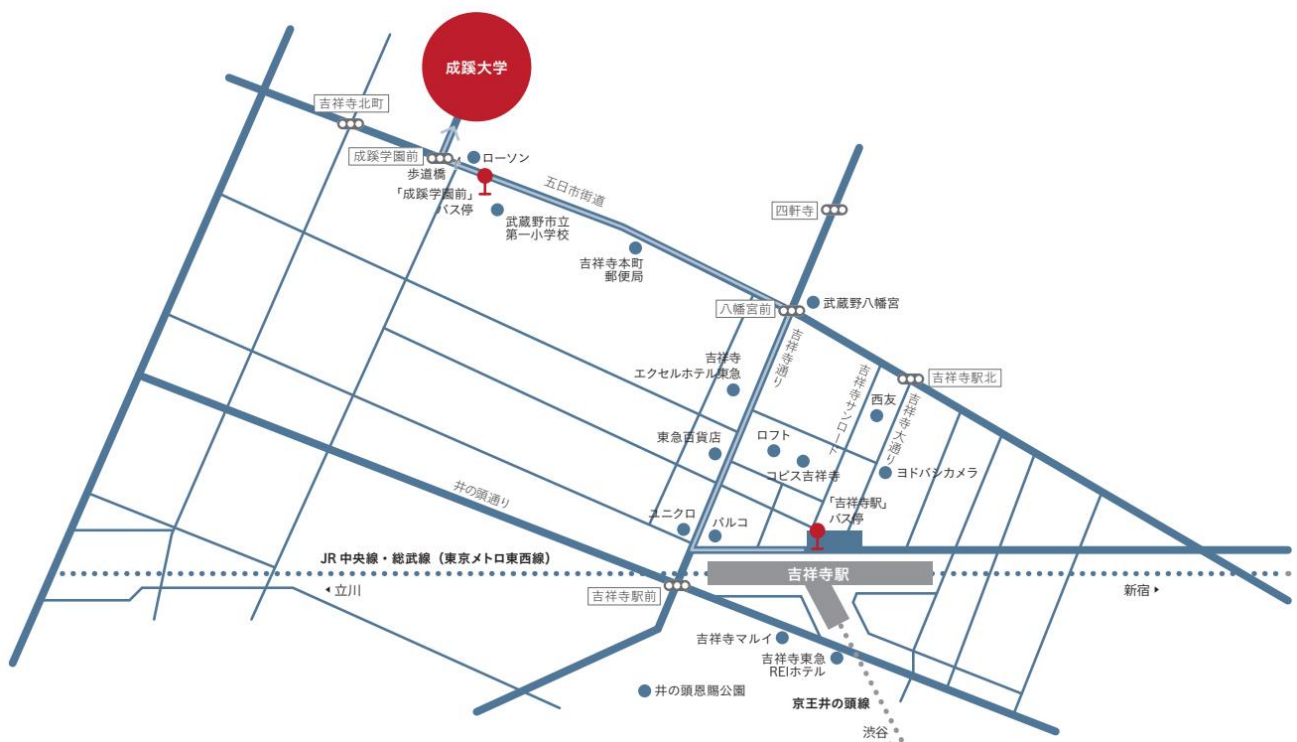 成蹊大学
吉祥寺北町
成蹊学園前
歩道橋
ローソン
「成蹊学園前」
バス停
武蔵野市立
第一小学校
五日市街道
吉祥寺本町
郵便局
四軒寺
八幡宮前
武蔵野八幡宮
吉祥寺通り
吉祥寺
エクセルホテル東急
吉祥寺サンロード
西友
吉祥寺駅北
吉祥寺大通り
東急百貨店
ロフト
コピス吉祥寺
ヨドバシカメラ
井の頭通り
ユニクロ
パルコ
「吉祥寺駅」
バス停
JR 中央線・総武線（東京メトロ東西線）
吉祥寺駅
◂ 立川
吉祥寺駅前
新宿 ▸
吉祥寺マルイ
吉祥寺東急
REIホテル
井の頭恩賜公園
京王井の頭線
渋谷